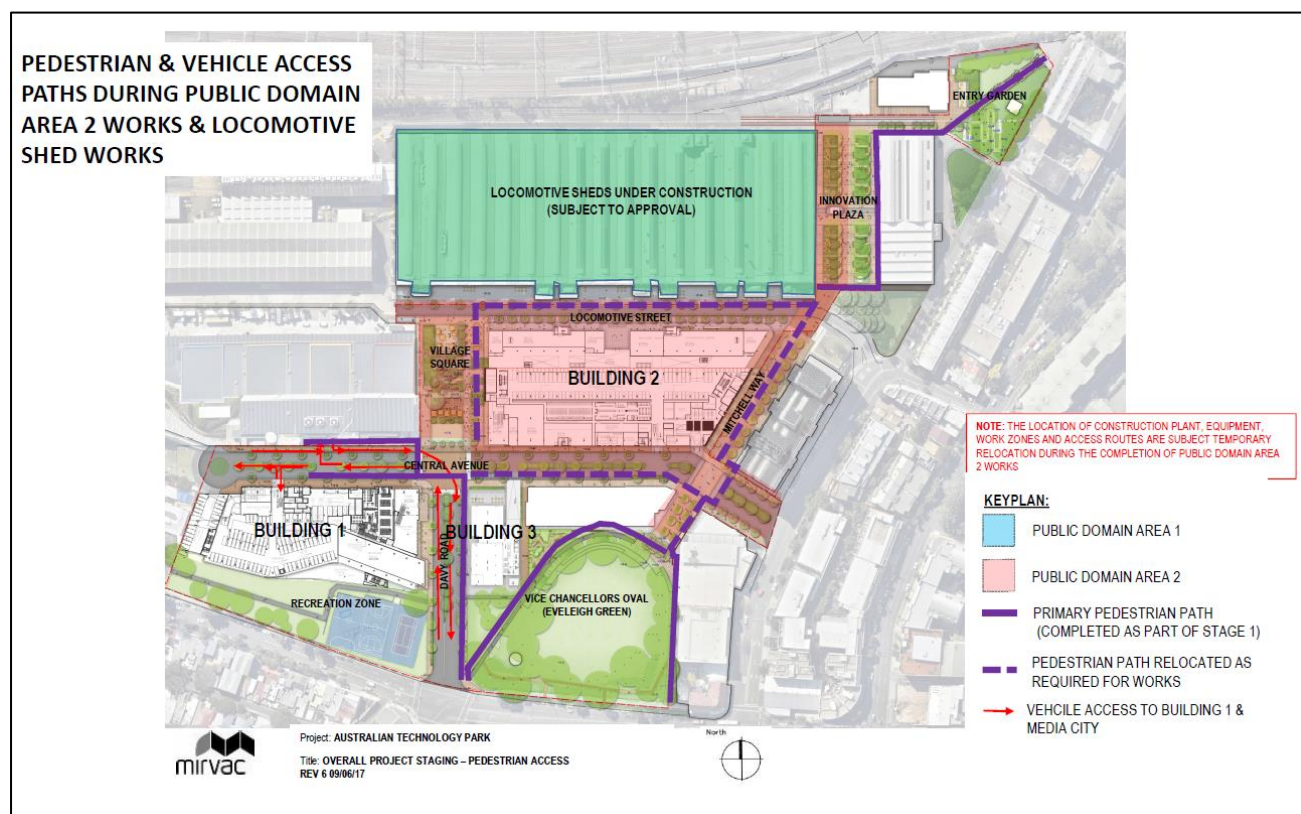 PEDESTRIAN & VEHICLE ACCESS
PATHS DURING PUBLIC DOMAIN
AREA 2 WORKS & LOCOMOTIVE
SHED WORKS
ENTRY GARDEN
LOCOMOTIVE SHEDS UNDER CONSTRUCTION
(SUBJECT TO APPROVAL)
INNOVATION
PLAZA
LOCOMOTIVE STREET
VILLAGE
SQUARE
BUILDING 2
MITCHELL WAY
CENTRAL AVENUE
BUILDING 1
BUILDING 3
DAVY ROAD
RECREATION ZONE
VICE CHANCELLORS OVAL
(EVELEIGH GREEN)
NOTE: THE LOCATION OF CONSTRUCTION PLANT, EQUIPMENT,
WORK ZONES AND ACCESS ROUTES ARE SUBJECT TEMPORARY
RELOCATION DURING THE COMPLETION OF PUBLIC DOMAIN AREA
2 WORKS
KEYPLAN:
PUBLIC DOMAIN AREA 1
PUBLIC DOMAIN AREA 2
PRIMARY PEDESTRIAN PATH
(COMPLETED AS PART OF STAGE 1)
PEDESTRIAN PATH RELOCATED AS
REQUIRED FOR WORKS
VEHCILE ACCESS TO BUILDING 1 &
MEDIA CITY
mirvac
Project: AUSTRALIAN TECHNOLOGY PARK
Title: OVERALL PROJECT STAGING – PEDESTRIAN ACCESS
REV 6 09/06/17
North